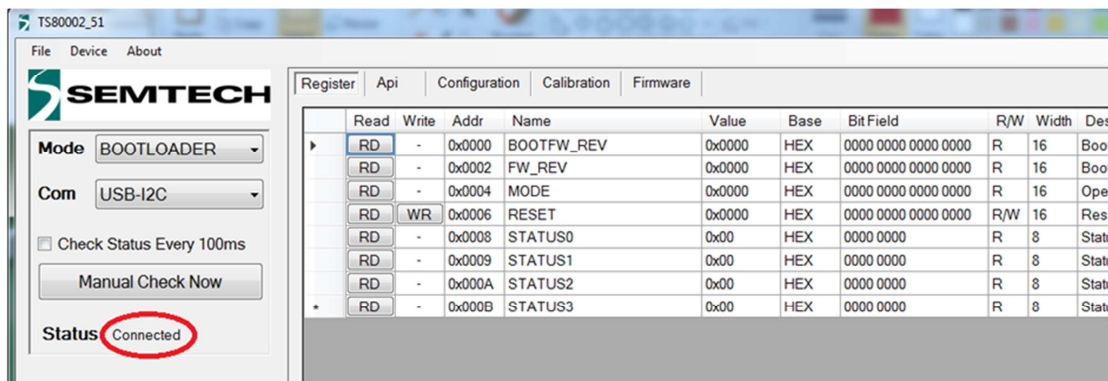 TS80002_51
File Device About
SEMTECH
Mode BOOTLOADER
Com USB-I2C
Check Status Every 100ms
Manual Check Now
Status Connected
Register Api Configuration Calibration Firmware
Read Write Addr Name Value Base Bit Field R/W Width
RD - 0x0000 BOOTFW_REV 0x0000 HEX 0000 0000 0000 0000 R 16
RD - 0x0002 FW_REV 0x0000 HEX 0000 0000 0000 0000 R 16
RD - 0x0004 MODE 0x0000 HEX 0000 0000 0000 0000 R 16
RD WR 0x0006 RESET 0x0000 HEX 0000 0000 0000 0000 R/W 16
RD - 0x0008 STATUS0 0x00 HEX 0000 0000 R 8
RD - 0x0009 STATUS1 0x00 HEX 0000 0000 R 8
RD - 0x000A STATUS2 0x00 HEX 0000 0000 R 8
RD - 0x000B STATUS3 0x00 HEX 0000 0000 R 8